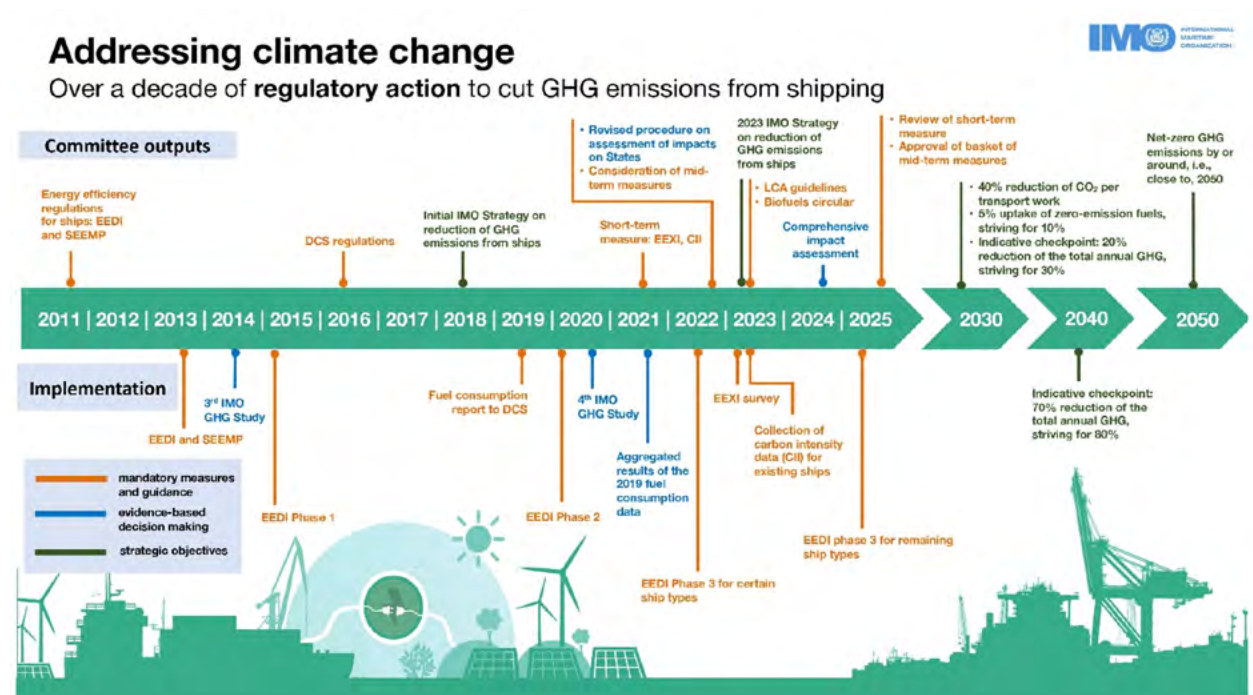 Addressing climate change
Over a decade of regulatory action to cut GHG emissions from shipping
IMO
INTERNATIONAL
MARITIME
ORGANIZATION
Committee outputs
Energy efficiency
regulations
for ships: EEDI
and SEEMP
DCS regulations
Initial IMO Strategy on
reduction of GHG
emissions from ships
• Revised procedure on
assessment of impacts
on States
• Consideration of mid-
term measures
Short-term
measure: EEXI, CII
2023 IMO Strategy
on reduction of
GHG emissions
from ships
• LCA guidelines
• Biofuels circular
Comprehensive
impact
assessment
• Review of short-term
measure
• Approval of basket of
mid-term measures
• 40% reduction of CO₂ per
transport work
• 5% uptake of zero-emission fuels,
striving for 10%
• Indicative checkpoint: 20%
reduction of the total annual GHG,
striving for 30%
Net-zero GHG
emissions by or
around, i.e.,
close to, 2050
2011 | 2012 | 2013 | 2014 | 2015 | 2016 | 2017 | 2018 | 2019 | 2020 | 2021 | 2022 | 2023 | 2024 | 2025
2030
2040
2050
Implementation
EEDI and SEEMP
3rd IMO
GHG Study
EEDI Phase 1
Fuel consumption
report to DCS
EEDI Phase 2
4th IMO
GHG Study
Aggregated
results of the
2019 fuel
consumption
data
EEDI Phase 3 for certain
ship types
EEXI survey
Collection of
carbon intensity
data (CII) for
existing ships
EEDI phase 3 for remaining
ship types
Indicative checkpoint:
70% reduction of the
total annual GHG,
striving for 80%
mandatory measures
and guidance
evidence-based
decision making
strategic objectives